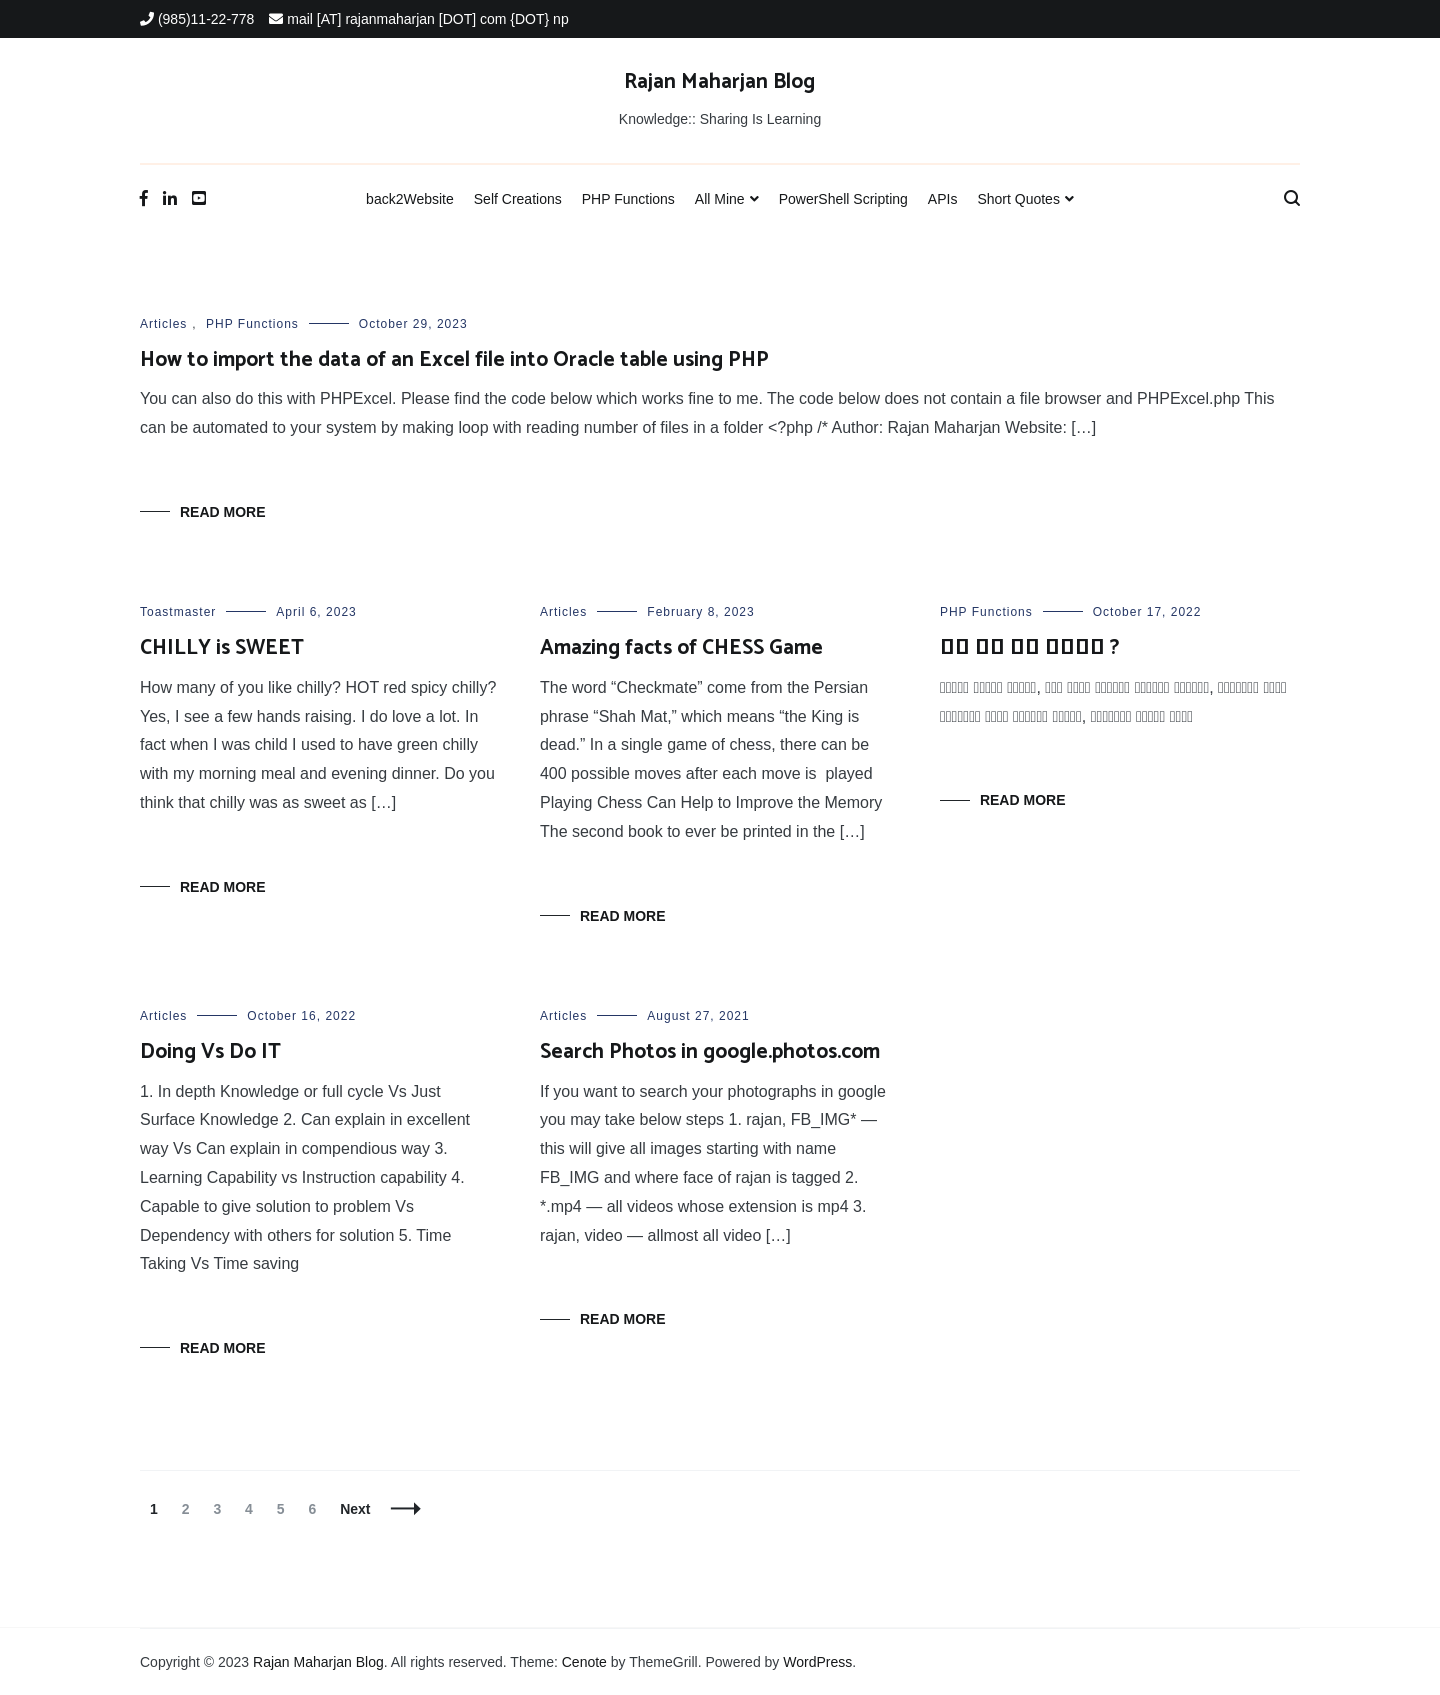 (985)11-22-778 mail [AT] rajanmaharjan [DOT] com {DOT} np
Rajan Maharjan Blog
Knowledge:: Sharing Is Learning
back2Website Self Creations PHP Functions All Mine PowerShell Scripting APIs Short Quotes
Articles , PHP Functions October 29, 2023
How to import the data of an Excel file into Oracle table using PHP
You can also do this with PHPExcel. Please find the code below which works fine to me. The code below does not contain a file browser and PHPExcel.php This
can be automated to your system by making loop with reading number of files in a folder <?php /* Author: Rajan Maharjan Website: […]
READ MORE
Toastmaster April 6, 2023
CHILLY is SWEET
How many of you like chilly? HOT red spicy chilly?
Yes, I see a few hands raising. I do love a lot. In
fact when I was child I used to have green chilly
with my morning meal and evening dinner. Do you
think that chilly was as sweet as […]
READ MORE
Articles February 8, 2023
Amazing facts of CHESS Game
The word “Checkmate” come from the Persian
phrase “Shah Mat,” which means “the King is
dead.” In a single game of chess, there can be
400 possible moves after each move is  played
Playing Chess Can Help to Improve the Memory
The second book to ever be printed in the […]
READ MORE
PHP Functions October 17, 2022
READ MORE
Articles October 16, 2022
Doing Vs Do IT
1. In depth Knowledge or full cycle Vs Just
Surface Knowledge 2. Can explain in excellent
way Vs Can explain in compendious way 3.
Learning Capability vs Instruction capability 4.
Capable to give solution to problem Vs
Dependency with others for solution 5. Time
Taking Vs Time saving
READ MORE
Articles August 27, 2021
Search Photos in google.photos.com
If you want to search your photographs in google
you may take below steps 1. rajan, FB_IMG* —
this will give all images starting with name
FB_IMG and where face of rajan is tagged 2.
*.mp4 — all videos whose extension is mp4 3.
rajan, video — allmost all video […]
READ MORE
1 2 3 4 5 6 Next
Copyright © 2023 Rajan Maharjan Blog. All rights reserved. Theme: Cenote by ThemeGrill. Powered by WordPress.